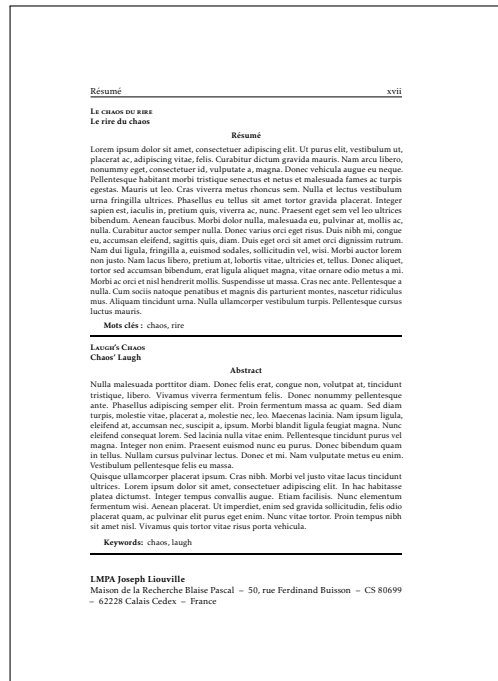 Résumé xvii
Le chaos du rire
Le rire du chaos
Résumé
Lorem ipsum dolor sit amet, consectetuer adipiscing elit. Ut purus elit, vestibulum ut,
placerat ac, adipiscing vitae, felis. Curabitur dictum gravida mauris. Nam arcu libero,
nonummy eget, consectetuer id, vulputate a, magna. Donec vehicula augue eu neque.
Pellentesque habitant morbi tristique senectus et netus et malesuada fames ac turpis
egestas. Mauris ut leo. Cras viverra metus rhoncus sem. Nulla et lectus vestibulum
urna fringilla ultrices. Phasellus eu tellus sit amet tortor gravida placerat. Integer
sapien est, iaculis in, pretium quis, viverra ac, nunc. Praesent eget sem vel leo ultrices
bibendum. Aenean faucibus. Morbi dolor nulla, malesuada eu, pulvinar at, mollis ac,
nulla. Curabitur auctor semper nulla. Donec varius orci eget risus. Duis nibh mi, congue
eu, accumsan eleifend, sagittis quis, diam. Duis eget orci sit amet orci dignissim rutrum.
Nam dui ligula, fringilla a, euismod sodales, sollicitudin vel, wisi. Morbi auctor lorem
non justo. Nam lacus libero, pretium at, lobortis vitae, ultricies et, tellus. Donec aliquet,
tortor sed accumsan bibendum, erat ligula aliquet magna, vitae ornare odio metus a mi.
Morbi ac orci et nisl hendrerit mollis. Suspendisse ut massa. Cras nec ante. Pellentesque a
nulla. Cum sociis natoque penatibus et magnis dis parturient montes, nascetur ridiculus
mus. Aliquam tincidunt urna. Nulla ullamcorper vestibulum turpis. Pellentesque cursus
luctus mauris.
Mots clés : chaos, rire
Laugh's Chaos
Chaos' Laugh
Abstract
Nulla malesuada porttitor diam. Donec felis erat, congue non, volutpat at, tincidunt
tristique, libero. Vivamus viverra fermentum felis. Donec nonummy pellentesque
ante. Phasellus adipiscing semper elit. Proin fermentum massa ac quam. Sed diam
turpis, molestie vitae, placerat a, molestie nec, leo. Maecenas lacinia. Nam ipsum ligula,
eleifend at, accumsan nec, suscipit a, ipsum. Morbi blandit ligula feugiat magna. Nunc
eleifend consequat lorem. Sed lacinia nulla vitae enim. Pellentesque tincidunt purus vel
magna. Integer non enim. Praesent euismod nunc eu purus. Donec bibendum quam
in tellus. Nullam cursus pulvinar lectus. Donec et mi. Nam vulputate metus eu enim.
Vestibulum pellentesque felis eu massa.
Quisque ullamcorper placerat ipsum. Cras nibh. Morbi vel justo vitae lacus tincidunt
ultrices. Lorem ipsum dolor sit amet, consectetuer adipiscing elit. In hac habitasse
platea dictumst. Integer tempus convallis augue. Etiam facilisis. Nunc elementum
fermentum wisi. Aenean placerat. Ut imperdiet, enim sed gravida sollicitudin, felis odio
placerat quam, ac pulvinar elit purus eget enim. Nunc vitae tortor. Proin tempus nibh
sit amet nisl. Vivamus quis tortor vitae risus porta vehicula.
Keywords: chaos, laugh
LMPA Joseph Liouville
Maison de la Recherche Blaise Pascal – 50, rue Ferdinand Buisson – CS 80699
– 62228 Calais Cedex – France